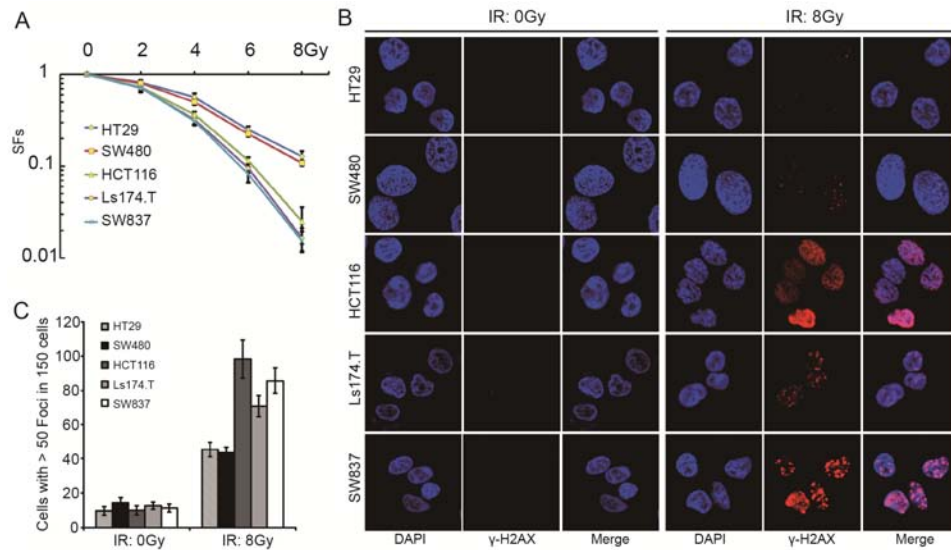 A
0 2 4 6 8Gy
1
0.1
0.01
SFs
HT29
SW480
HCT116
Ls174.T
SW837
B
IR: 0Gy IR: 8Gy
HT29
SW480
HCT116
Ls174.T
SW837
DAPI γ-H2AX Merge DAPI γ-H2AX Merge
C
Cells with > 50 Foci in 150 cells
120
100
80
60
40
20
0
HT29
SW480
HCT116
Ls174.T
SW837
IR: 0Gy IR: 8Gy